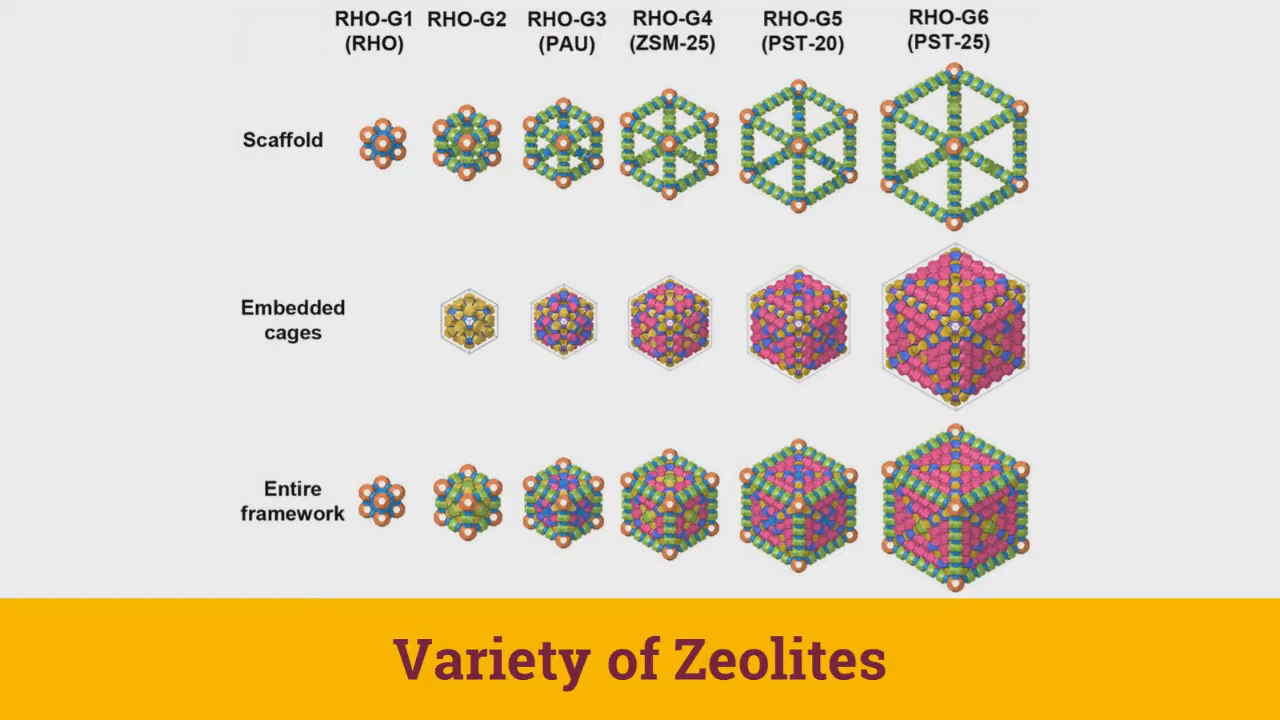 RHO-G1 RHO-G2 RHO-G3 RHO-G4 RHO-G5 RHO-G6
(RHO) (PAU) (ZSM-25) (PST-20) (PST-25)
Scaffold
Embedded
cages
Entire
framework
Variety of Zeolites